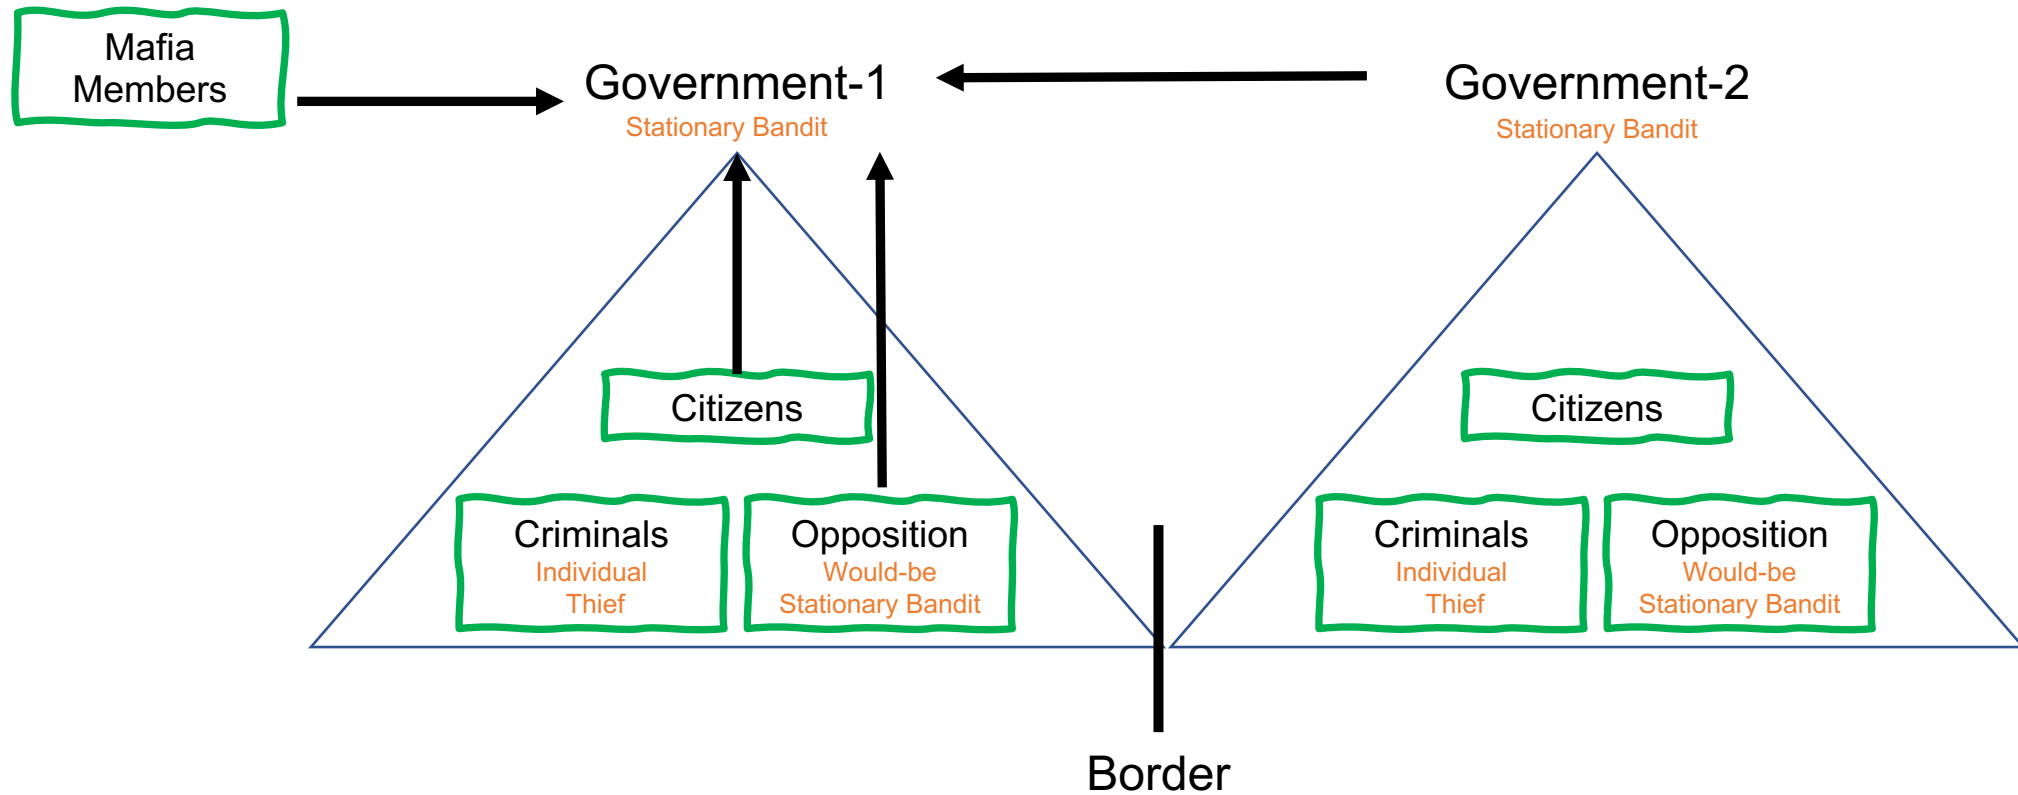 Mafia
Members
Government-1
Stationary Bandit
Government-2
Stationary Bandit
Citizens
Citizens
Criminals
Individual
Thief
Opposition
Would-be
Stationary Bandit
Criminals
Individual
Thief
Opposition
Would-be
Stationary Bandit
Border